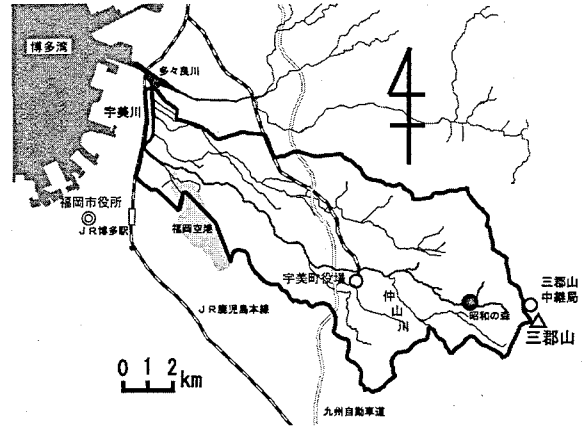 博多湾
多々良川
宇美川
福岡市役所
JR博多駅
福岡空港
宇美町役場
仲山川
昭和の森
三郡山
中継局
三郡山
JR鹿児島本線
0 1 2 km
九州自動車道